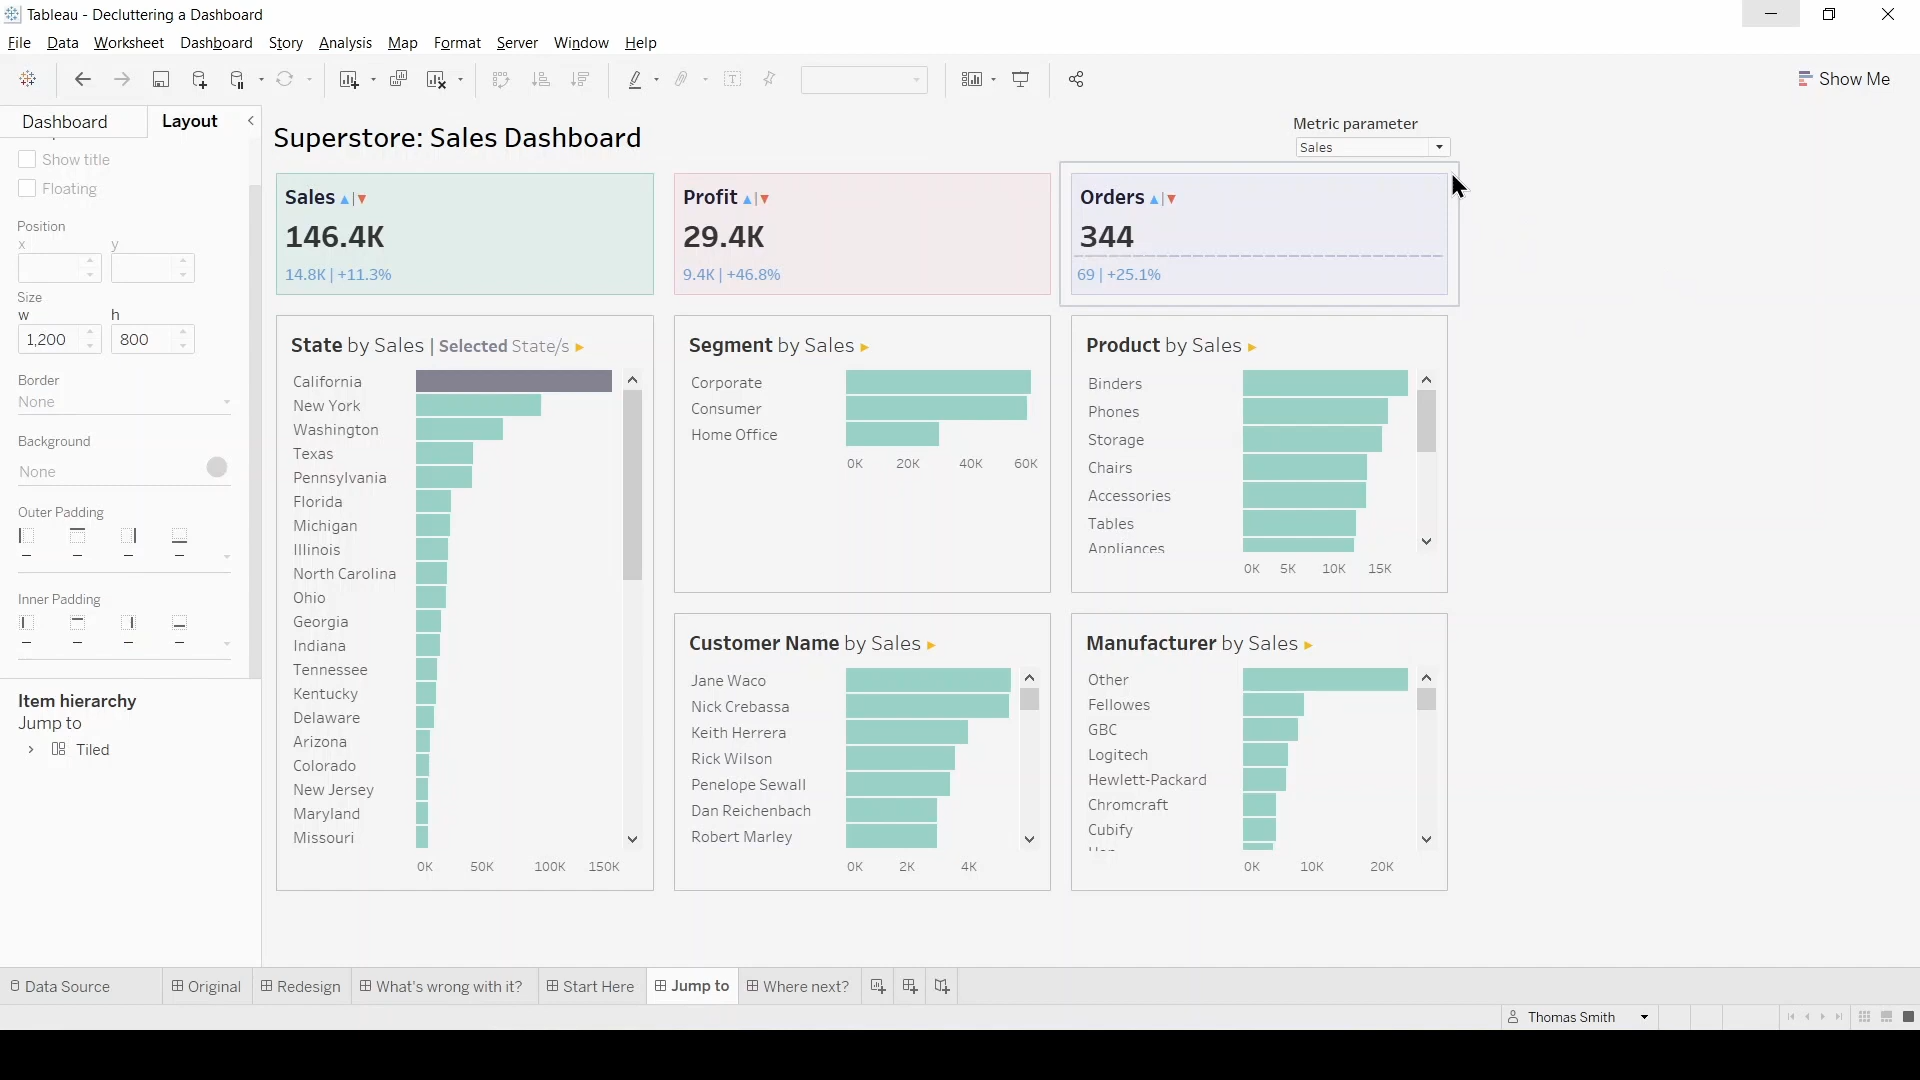 Tableau - Decluttering a Dashboard
File Data Worksheet Dashboard Story Analysis Map Format Server Window Help
Show Me
Dashboard Layout
Show title
Floating
Position
x y
Size
w h
1,200 800
Border
None
Background
None
Outer Padding
Inner Padding
Item hierarchy
Jump to
Tiled
Superstore: Sales Dashboard
Metric parameter
Sales
Sales ▲|▼
146.4K
14.8K | +11.3%
Profit ▲|▼
29.4K
9.4K | +46.8%
Orders ▲|▼
344
69 | +25.1%
State by Sales | Selected State/s ►
California
New York
Washington
Texas
Pennsylvania
Florida
Michigan
Illinois
North Carolina
Ohio
Georgia
Indiana
Tennessee
Kentucky
Delaware
Arizona
Colorado
New Jersey
Maryland
Missouri
0K 50K 100K 150K
Segment by Sales ►
Corporate
Consumer
Home Office
0K 20K 40K 60K
Product by Sales ►
Binders
Phones
Storage
Chairs
Accessories
Tables
Appliances
0K 5K 10K 15K
Customer Name by Sales ►
Jane Waco
Nick Crebassa
Keith Herrera
Rick Wilson
Penelope Sewall
Dan Reichenbach
Robert Marley
0K 2K 4K
Manufacturer by Sales ►
Other
Fellowes
GBC
Logitech
Hewlett-Packard
Chromcraft
Cubify
0K 10K 20K
Data Source Original Redesign What's wrong with it? Start Here Jump to Where next?
Thomas Smith